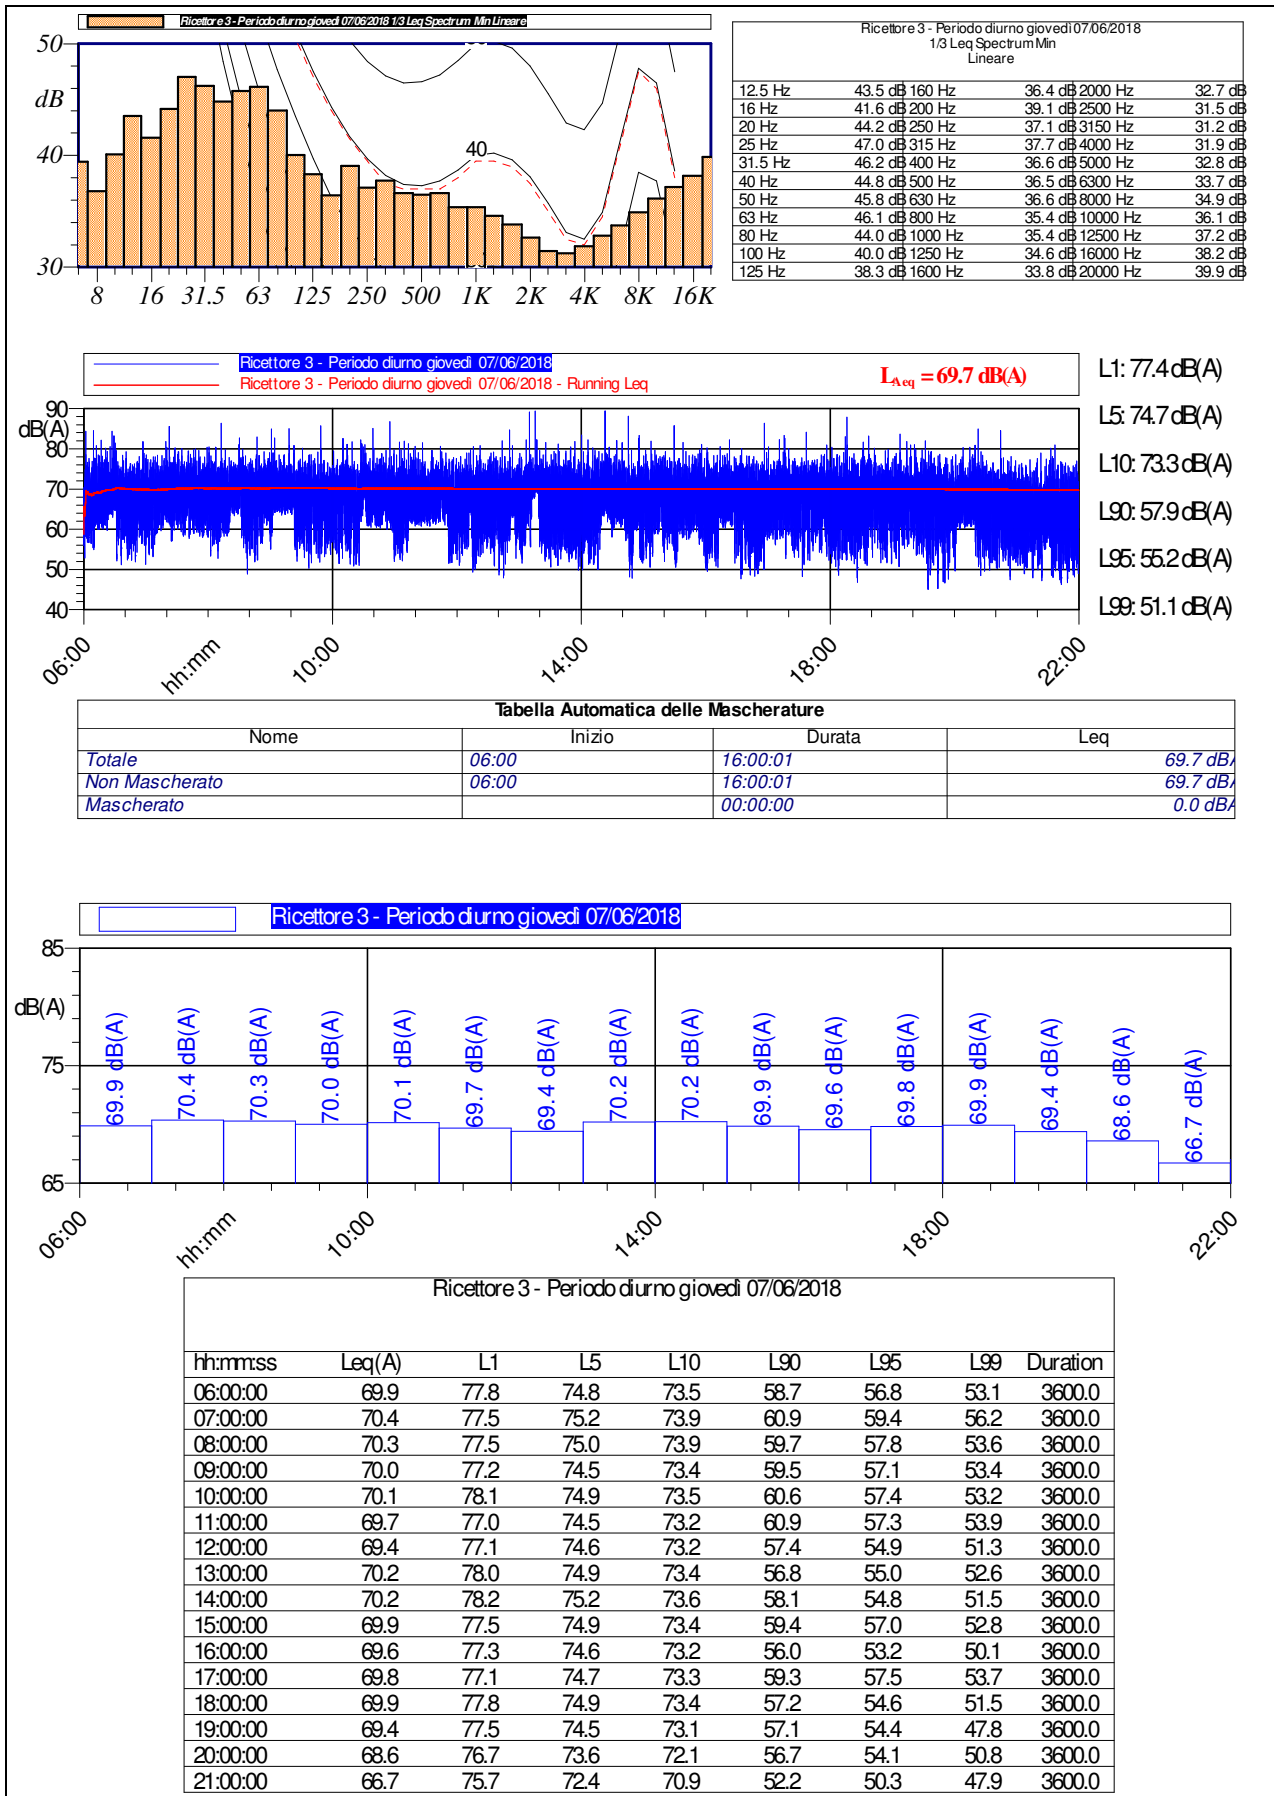 Ricettore 3 - Periodo diurno giovedì 07/06/2018 1/3 Leq Spectrum Min Lineare
50
dB
40
30
40
8 16 31.5 63 125 250 500 1K 2K 4K 8K 16K
Ricettore 3 - Periodo diurno giovedì 07/06/2018
1/3 Leq Spectrum Min
Lineare
12.5 Hz 43.5 dB 160 Hz 36.4 dB 2000 Hz 32.7 dB
16 Hz 41.6 dB 200 Hz 39.1 dB 2500 Hz 31.5 dB
20 Hz 44.2 dB 250 Hz 37.1 dB 3150 Hz 31.2 dB
25 Hz 47.0 dB 315 Hz 37.7 dB 4000 Hz 31.9 dB
31.5 Hz 46.2 dB 400 Hz 36.6 dB 5000 Hz 32.8 dB
40 Hz 44.8 dB 500 Hz 36.5 dB 6300 Hz 33.7 dB
50 Hz 45.8 dB 630 Hz 36.6 dB 8000 Hz 34.9 dB
63 Hz 46.1 dB 800 Hz 35.4 dB 10000 Hz 36.1 dB
80 Hz 44.0 dB 1000 Hz 35.4 dB 12500 Hz 37.2 dB
100 Hz 40.0 dB 1250 Hz 34.6 dB 16000 Hz 38.2 dB
125 Hz 38.3 dB 1600 Hz 33.8 dB 20000 Hz 39.9 dB
Ricettore 3 - Periodo diurno giovedì 07/06/2018
Ricettore 3 - Periodo diurno giovedì 07/06/2018 - Running Leq
LAeq = 69.7 dB(A)
L1: 77.4 dB(A)
L5: 74.7 dB(A)
L10: 73.3 dB(A)
L90: 57.9 dB(A)
L95: 55.2 dB(A)
L99: 51.1 dB(A)
90
dB(A)
80
70
60
50
40
06:00 hh:mm 10:00 14:00 18:00 22:00
Tabella Automatica delle Mascherature
Nome Inizio Durata Leq
Totale 06:00 16:00:01 69.7 dBA
Non Mascherato 06:00 16:00:01 69.7 dBA
Mascherato 00:00:00 0.0 dBA
Ricettore 3 - Periodo diurno giovedì 07/06/2018
85
dB(A)
75
65
69.9 dB(A) 70.4 dB(A) 70.3 dB(A) 70.0 dB(A) 70.1 dB(A) 69.7 dB(A) 69.4 dB(A) 70.2 dB(A) 70.2 dB(A) 69.9 dB(A) 69.6 dB(A) 69.8 dB(A) 69.9 dB(A) 69.4 dB(A) 68.6 dB(A) 66.7 dB(A)
06:00 hh:mm 10:00 14:00 18:00 22:00
Ricettore 3 - Periodo diurno giovedì 07/06/2018
hh:mm:ss Leq(A) L1 L5 L10 L90 L95 L99 Duration
06:00:00 69.9 77.8 74.8 73.5 58.7 56.8 53.1 3600.0
07:00:00 70.4 77.5 75.2 73.9 60.9 59.4 56.2 3600.0
08:00:00 70.3 77.5 75.0 73.9 59.7 57.8 53.6 3600.0
09:00:00 70.0 77.2 74.5 73.4 59.5 57.1 53.4 3600.0
10:00:00 70.1 78.1 74.9 73.5 60.6 57.4 53.2 3600.0
11:00:00 69.7 77.0 74.5 73.2 60.9 57.3 53.9 3600.0
12:00:00 69.4 77.1 74.6 73.2 57.4 54.9 51.3 3600.0
13:00:00 70.2 78.0 74.9 73.4 56.8 55.0 52.6 3600.0
14:00:00 70.2 78.2 75.2 73.6 58.1 54.8 51.5 3600.0
15:00:00 69.9 77.5 74.9 73.4 59.4 57.0 52.8 3600.0
16:00:00 69.6 77.3 74.6 73.2 56.0 53.2 50.1 3600.0
17:00:00 69.8 77.1 74.7 73.3 59.3 57.5 53.7 3600.0
18:00:00 69.9 77.8 74.9 73.4 57.2 54.6 51.5 3600.0
19:00:00 69.4 77.5 74.5 73.1 57.1 54.4 47.8 3600.0
20:00:00 68.6 76.7 73.6 72.1 56.7 54.1 50.8 3600.0
21:00:00 66.7 75.7 72.4 70.9 52.2 50.3 47.9 3600.0